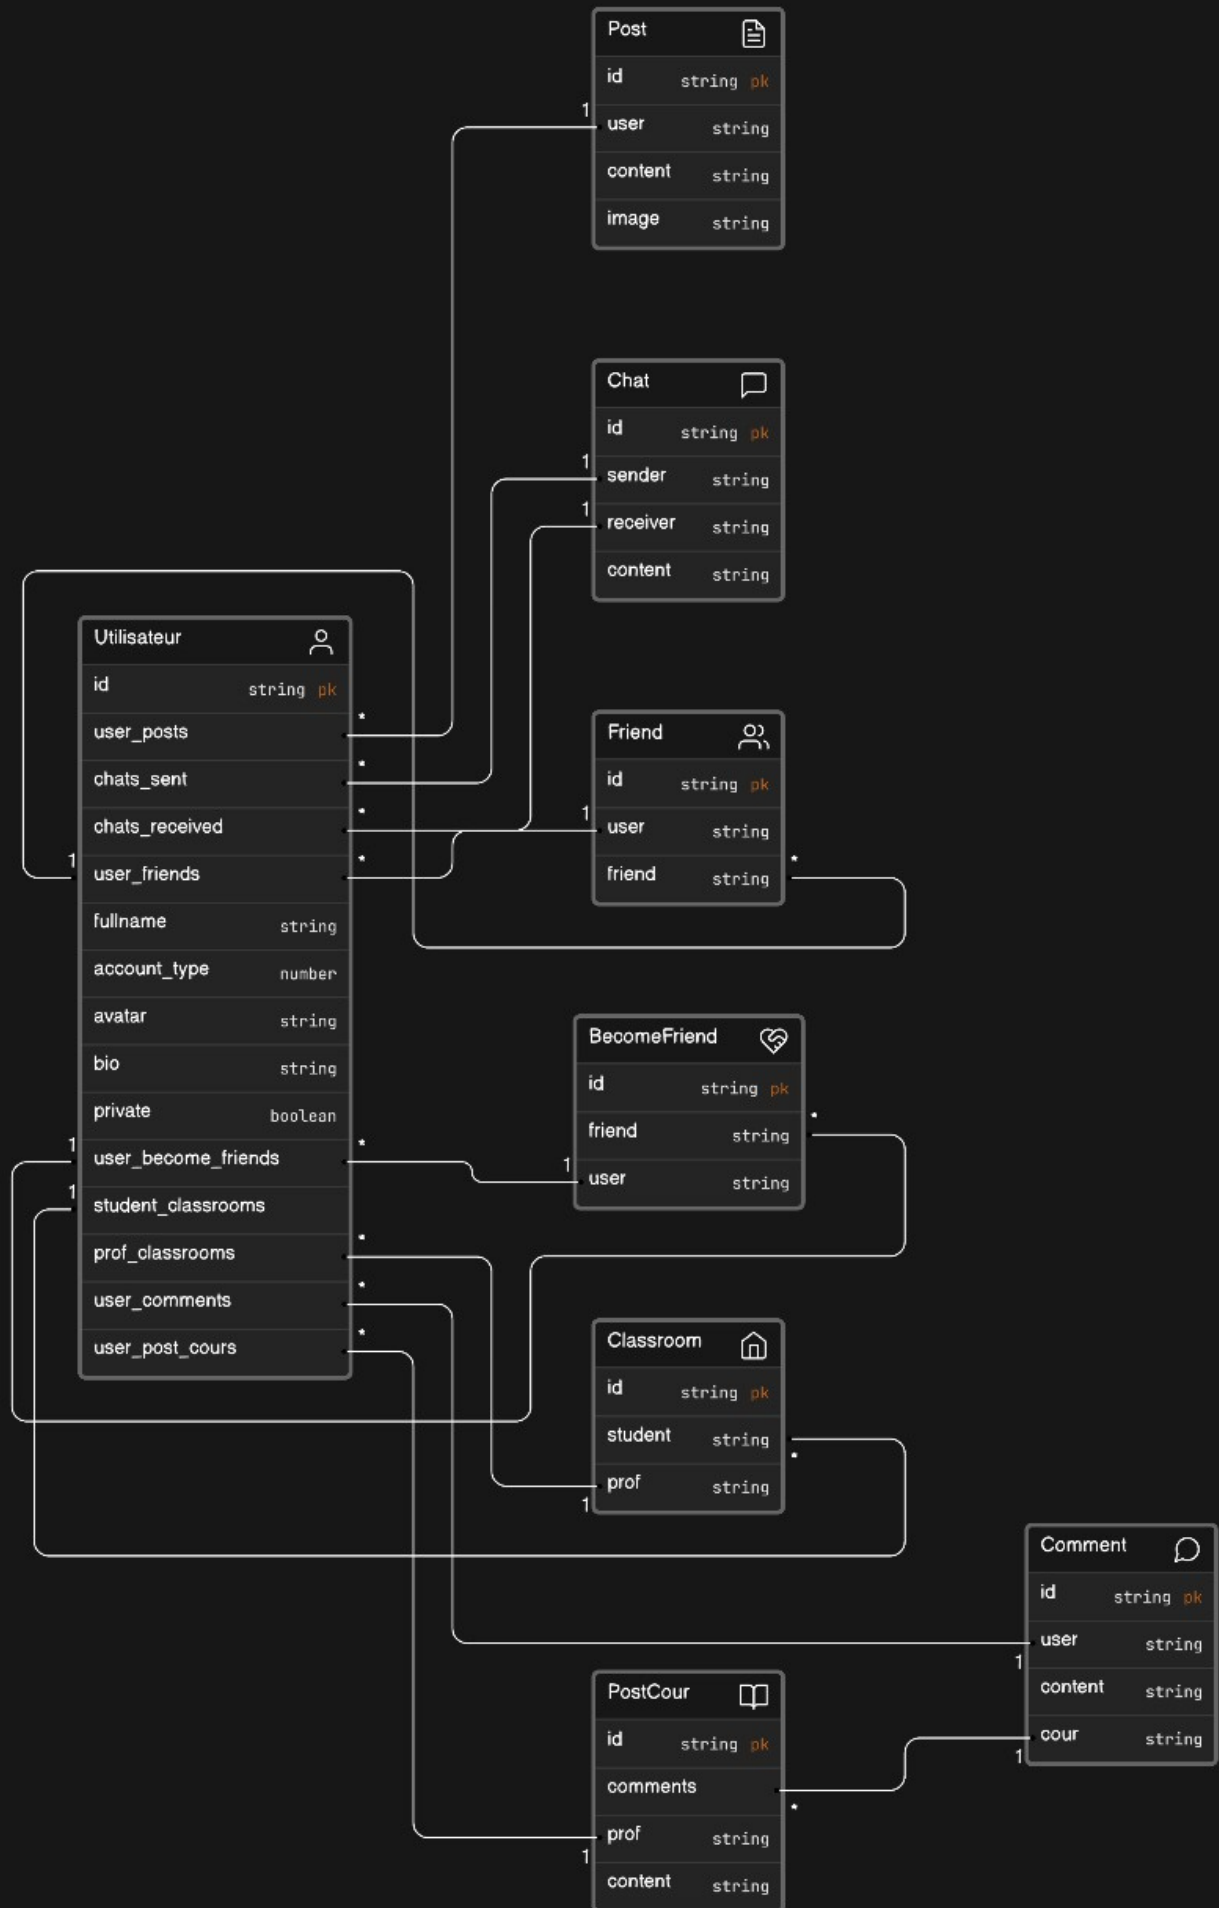 Post
id string pk
1
user string
content string
image string
Chat
id string pk
1
sender string
1
receiver string
content string
Utilisateur
id string pk
*
user_posts
*
chats_sent
*
chats_received
1 *
user_friends
fullname string
account_type number
avatar string
bio string
private boolean
1 *
user_become_friends
1
student_classrooms
*
prof_classrooms
*
user_comments
*
user_post_cours
Friend
id string pk
1
user string
*
friend string
BecomeFriend
id string pk
*
friend string
1
user string
Classroom
id string pk
student string
*
prof string
1
Comment
id string pk
user string
1
content string
cour string
1
PostCour
id string pk
comments
*
prof string
1
content string